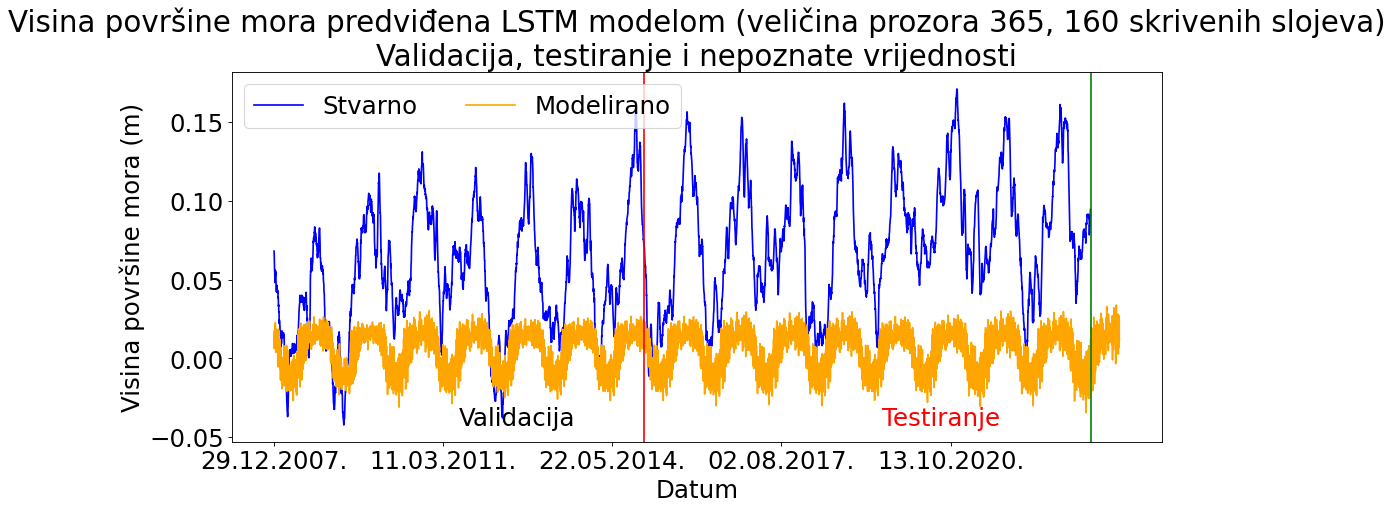 Visina površine mora predviđena LSTM modelom (veličina prozora 365, 160 skrivenih slojeva)
Validacija, testiranje i nepoznate vrijednosti
Stvarno
Modelirano
Visina površine mora (m)
0.15
0.10
0.05
0.00
−0.05
Validacija
Testiranje
29.12.2007.
11.03.2011.
22.05.2014.
02.08.2017.
13.10.2020.
Datum